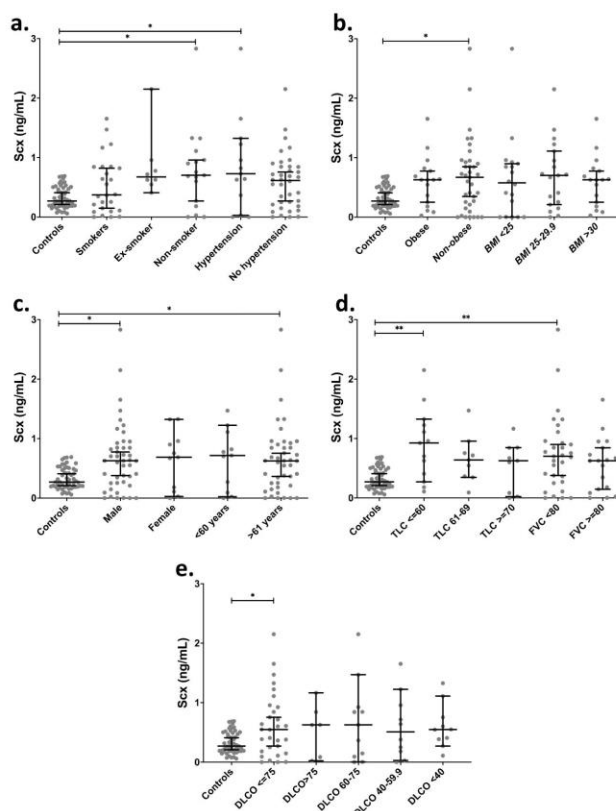 a.
*
*
3
2
1
0
Scx (ng/mL)
Controls
Smokers
Ex-smoker
Non-smoker
Hypertension
No hypertension
b.
*
3
2
1
0
Scx (ng/mL)
Controls
Obese
Non-obese
BMI <25
BMI 25-29.9
BMI >30
c.
*
*
3
2
1
0
Scx (ng/mL)
Controls
Male
Female
<60 years
>61 years
d.
**
**
3
2
1
0
Scx (ng/mL)
Controls
TLC <=60
TLC 61-69
TLC >=70
FVC <80
FVC >=80
e.
*
3
2
1
0
Scx (ng/mL)
Controls
DLCO <=75
DLCO>75
DLCO 60-75
DLCO 40-59.9
DLCO <40